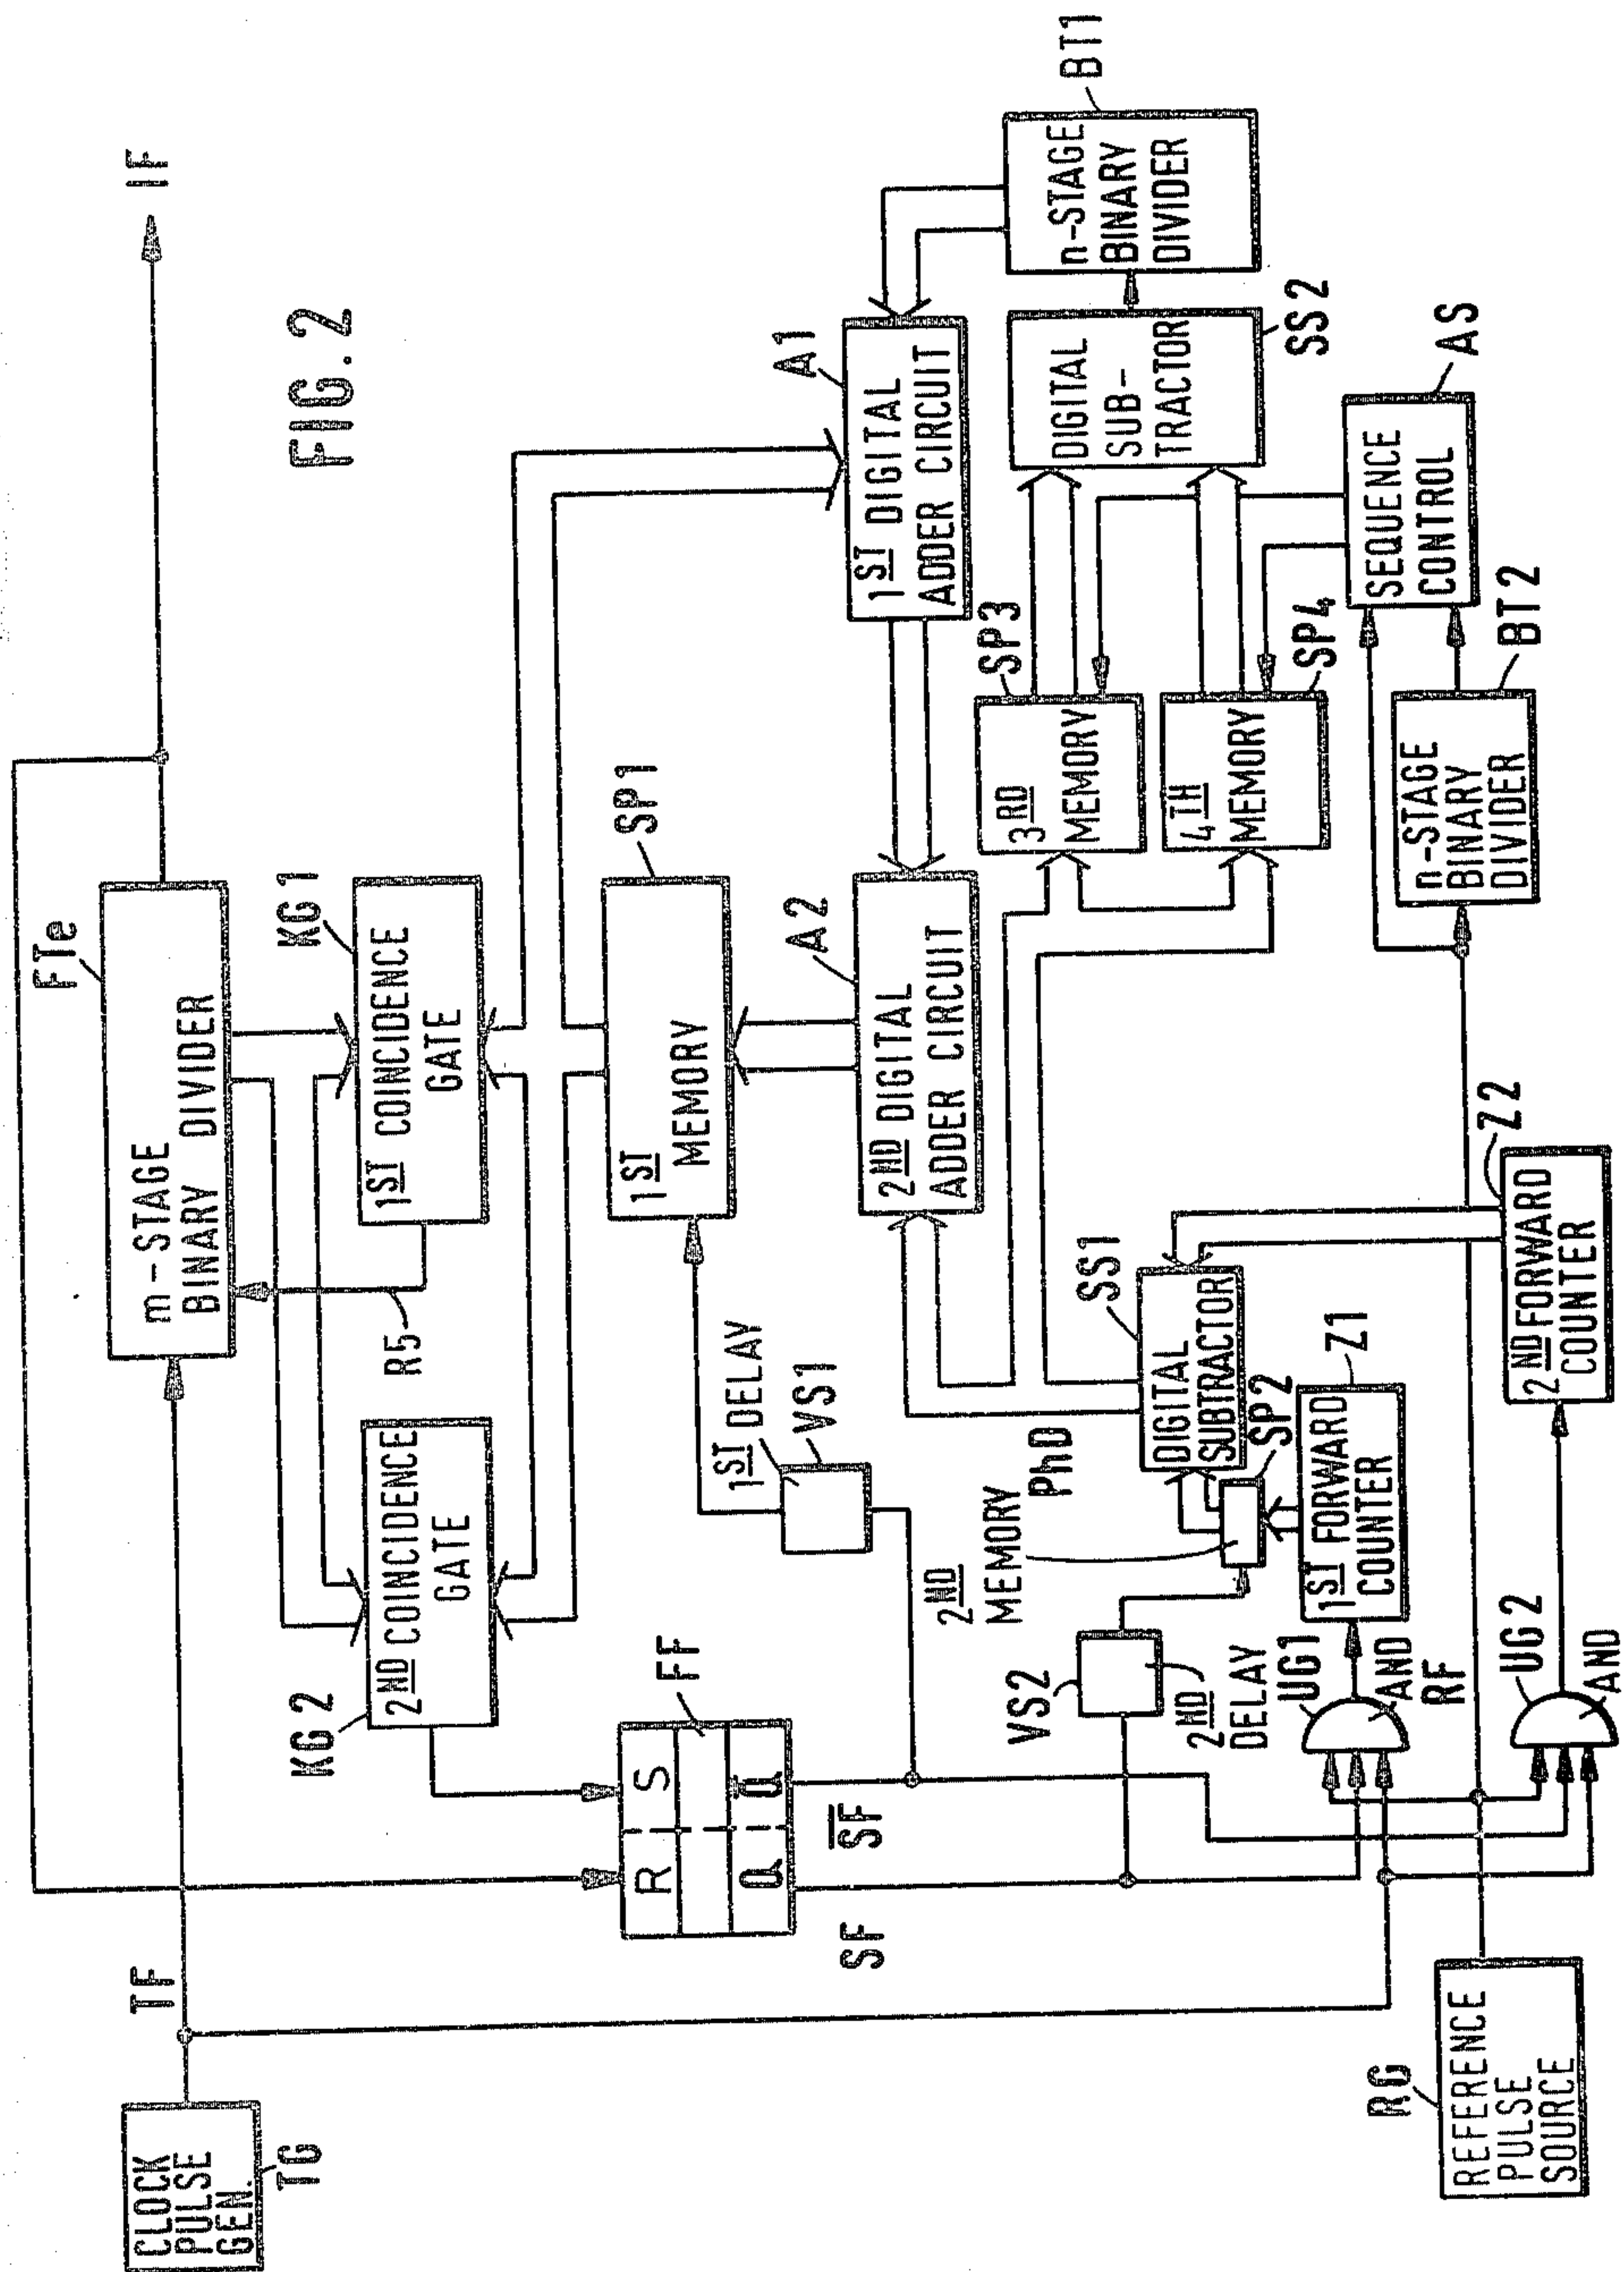 FIG. 2
CLOCK
PULSE
GEN.
TG
TF
FTe
m-STAGE
BINARY DIVIDER
IF
R5
KG 2
2ND COINCIDENCE
GATE
KG 1
1ST COINCIDENCE
GATE
R S
FF
Q Q̅
SF
S̅F̅
1ST DELAY
VS1
1ST
MEMORY
SP1
A2
2ND DIGITAL
ADDER CIRCUIT
A1
1ST DIGITAL
ADDER CIRCUIT
n-STAGE
BINARY
DIVIDER
BT1
VS2
2ND
DELAY
2ND
MEMORY
PhD
SP2
DIGITAL
SUBTRACTOR
SS1
3RD
MEMORY
SP3
4TH
MEMORY
SP4
DIGITAL
SUB-
TRACTOR
SS2
UG1
AND
RF
1ST FORWARD
COUNTER
Z1
UG2
AND
2ND FORWARD
COUNTER
Z2
n-STAGE
BINARY
DIVIDER
BT2
SEQUENCE
CONTROL
AS
RG
REFERENCE
PULSE
SOURCE